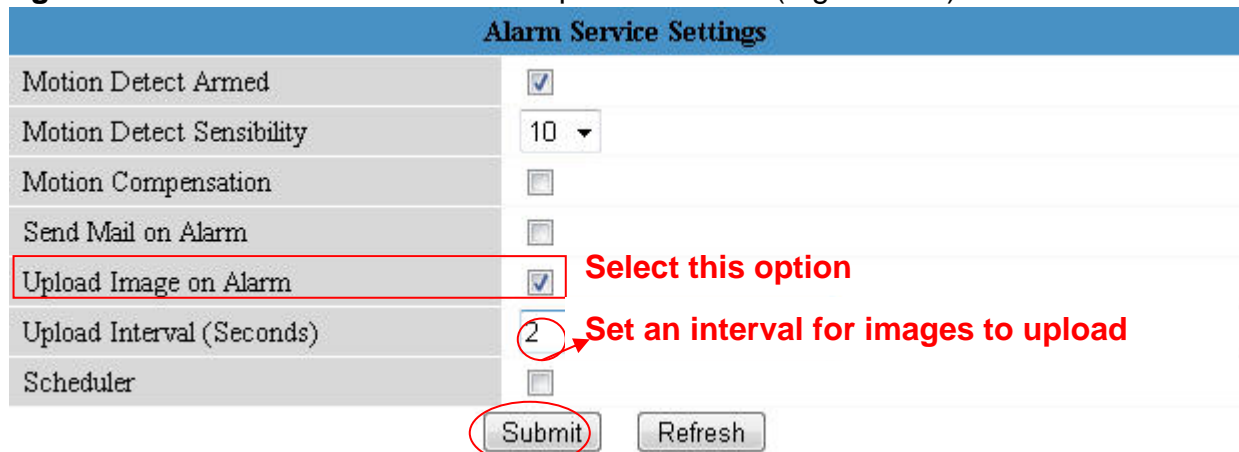 Alarm Service Settings
Motion Detect Armed
Motion Detect Sensibility 10
Motion Compensation
Send Mail on Alarm
Upload Image on Alarm Select this option
Upload Interval (Seconds) 2 Set an interval for images to upload
Scheduler
Submit Refresh